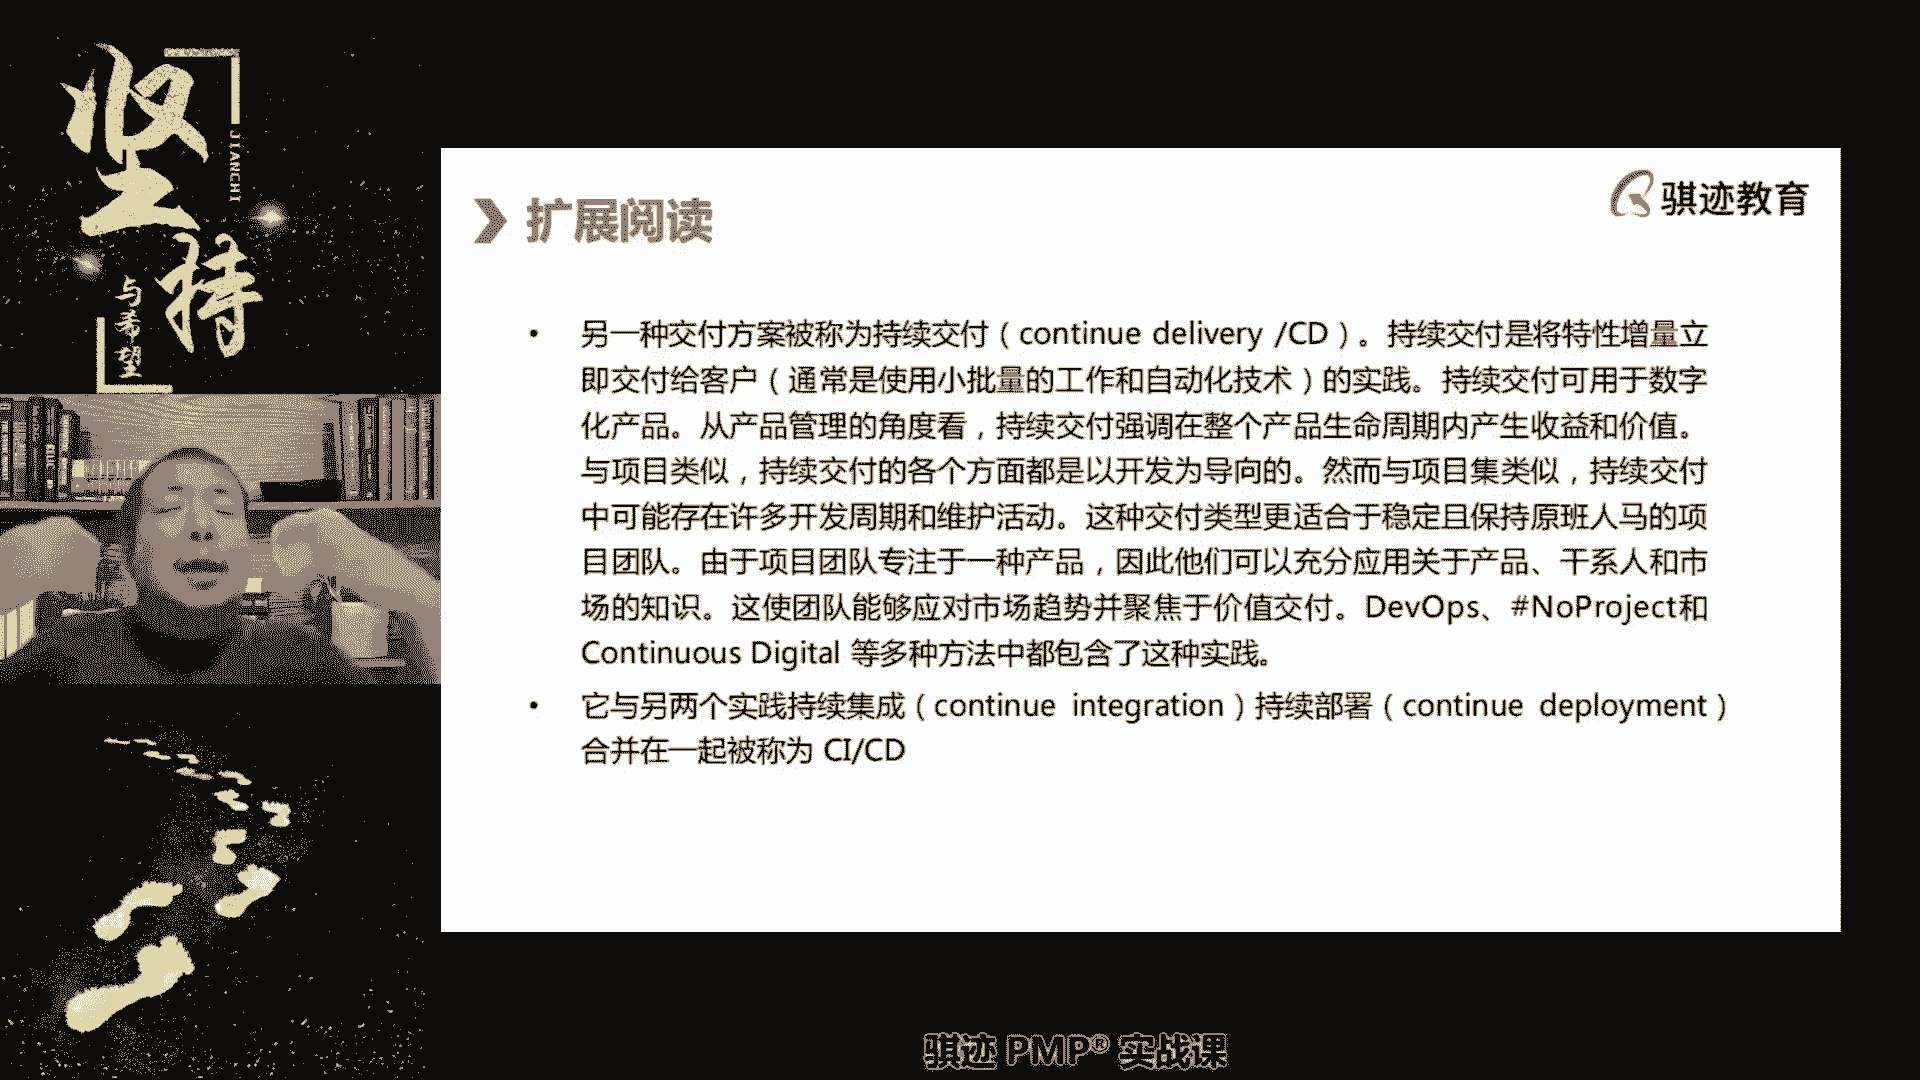 坚持
JIANCHI
与希望
骐迹教育
扩展阅读
• 另一种交付方案被称为持续交付（continue delivery /CD）。持续交付是将特性增量立
即交付给客户（通常是使用小批量的工作和自动化技术）的实践。持续交付可用于数字
化产品。从产品管理的角度看，持续交付强调在整个产品生命周期内产生收益和价值。
与项目类似，持续交付的各个方面都是以开发为导向的。然而与项目集类似，持续交付
中可能存在许多开发周期和维护活动。这种交付类型更适合于稳定且保持原班人马的项
目团队。由于项目团队专注于一种产品，因此他们可以充分应用关于产品、干系人和市
场的知识。这使团队能够应对市场趋势并聚焦于价值交付。DevOps、#NoProject和
Continuous Digital 等多种方法中都包含了这种实践。
• 它与另两个实践持续集成（continue integration）持续部署（continue deployment）
合并在一起被称为 CI/CD
骐迹 PMP® 实战课